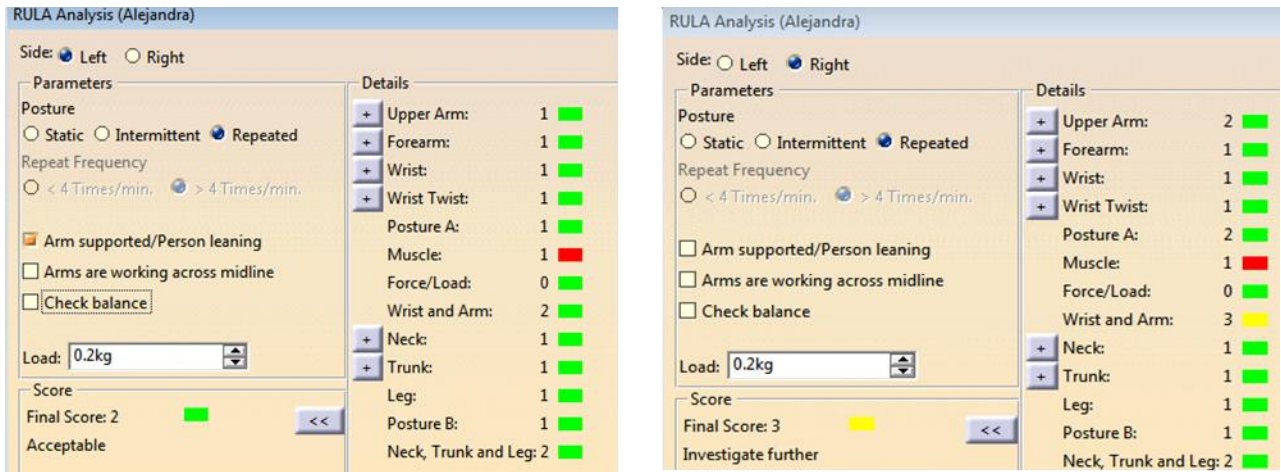 RULA Analysis (Alejandra)
Side: Left Right
Parameters
Posture
Static Intermittent Repeated
Repeat Frequency
< 4 Times/min. > 4 Times/min.
Arm supported/Person leaning
Arms are working across midline
Check balance
Load: 0.2kg
Score
Final Score: 2
<<
Acceptable
Details
+ Upper Arm: 1
+ Forearm: 1
+ Wrist: 1
+ Wrist Twist: 1
Posture A: 1
Muscle: 1
Force/Load: 0
Wrist and Arm: 2
+ Neck: 1
+ Trunk: 1
Leg: 1
Posture B: 1
Neck, Trunk and Leg: 2
RULA Analysis (Alejandra)
Side: Left Right
Parameters
Posture
Static Intermittent Repeated
Repeat Frequency
< 4 Times/min. > 4 Times/min.
Arm supported/Person leaning
Arms are working across midline
Check balance
Load: 0.2kg
Score
Final Score: 3
<<
Investigate further
Details
+ Upper Arm: 2
+ Forearm: 1
+ Wrist: 1
+ Wrist Twist: 1
Posture A: 2
Muscle: 1
Force/Load: 0
Wrist and Arm: 3
+ Neck: 1
+ Trunk: 1
Leg: 1
Posture B: 1
Neck, Trunk and Leg: 2